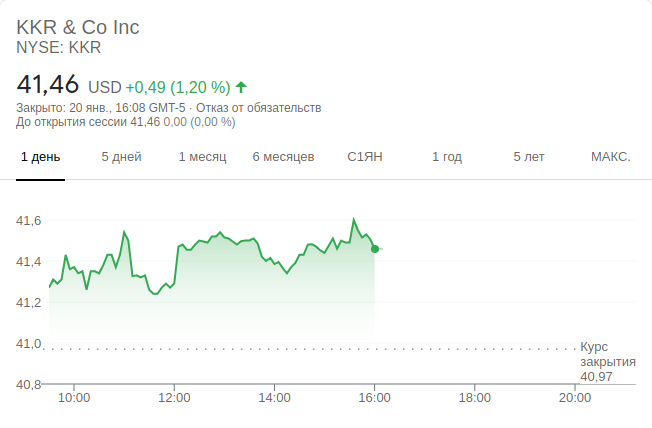 KKR & Co Inc
NYSE: KKR
41,46 USD +0,49 (1,20 %)
Закрыто: 20 янв., 16:08 GMT-5 · Отказ от обязательств
До открытия сессии 41,46 0,00 (0,00 %)
1 день 5 дней 1 месяц 6 месяцев С1ЯН 1 год 5 лет МАКС.
41,6
41,4
41,2
41,0
Курс
закрытия
40,97
40,8
10:00 12:00 14:00 16:00 18:00 20:00